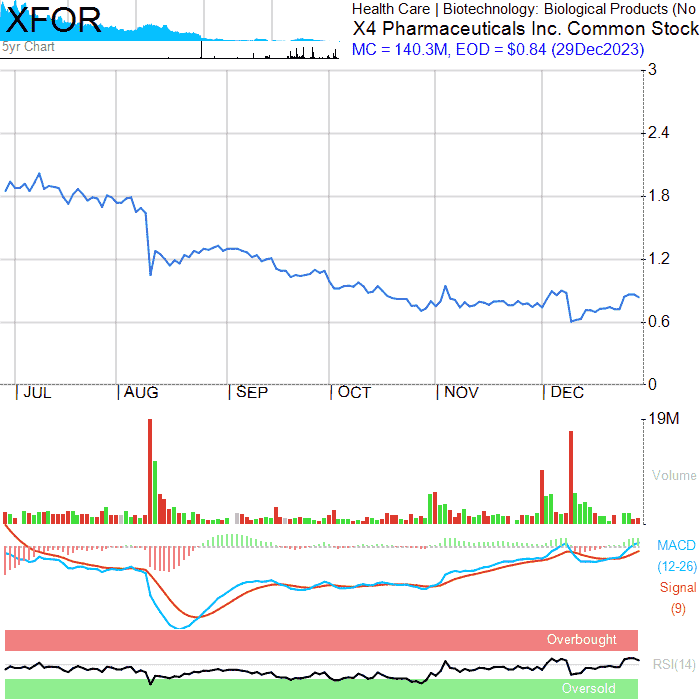 XFOR
5yr Chart
Health Care | Biotechnology: Biological Products (No
X4 Pharmaceuticals Inc. Common Stock
MC = 140.3M, EOD = $0.84 (29Dec2023)
3
2.4
1.8
1.2
0.6
0
JUL AUG SEP OCT NOV DEC
19M
Volume
MACD
(12-26)
Signal
(9)
Overbought
RSI(14)
Oversold